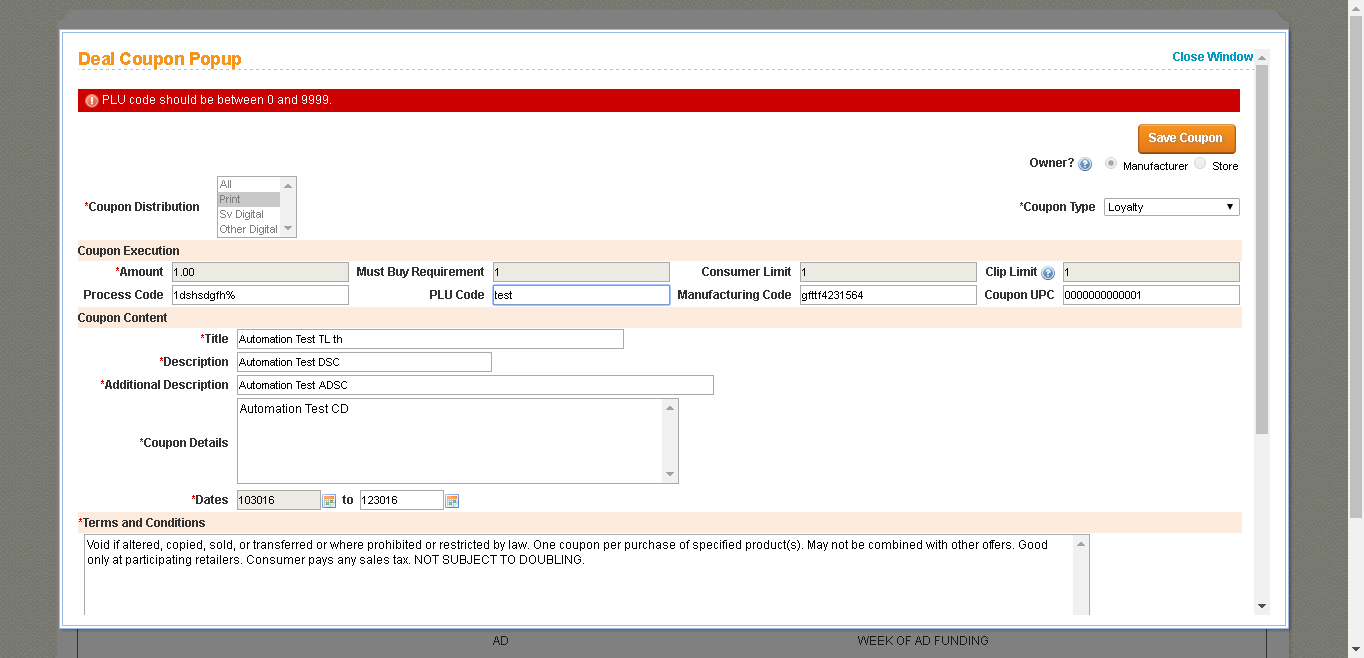 Deal Coupon Popup
Close Window
PLU code should be between 0 and 9999.
Save Coupon
Owner? Manufacturer Store
*Coupon Distribution
All
Print
Sv Digital
Other Digital
*Coupon Type Loyalty
Coupon Execution
*Amount 1.00 Must Buy Requirement 1 Consumer Limit 1 Clip Limit 1
Process Code 1dshsdgfh% PLU Code test Manufacturing Code gfttf4231564 Coupon UPC 0000000000001
Coupon Content
*Title Automation Test TL th
*Description Automation Test DSC
*Additional Description Automation Test ADSC
*Coupon Details Automation Test CD
*Dates 103016 to 123016
*Terms and Conditions
Void if altered, copied, sold, or transferred or where prohibited or restricted by law. One coupon per purchase of specified product(s). May not be combined with other offers. Good
only at participating retailers. Consumer pays any sales tax. NOT SUBJECT TO DOUBLING.
AD WEEK OF AD FUNDING